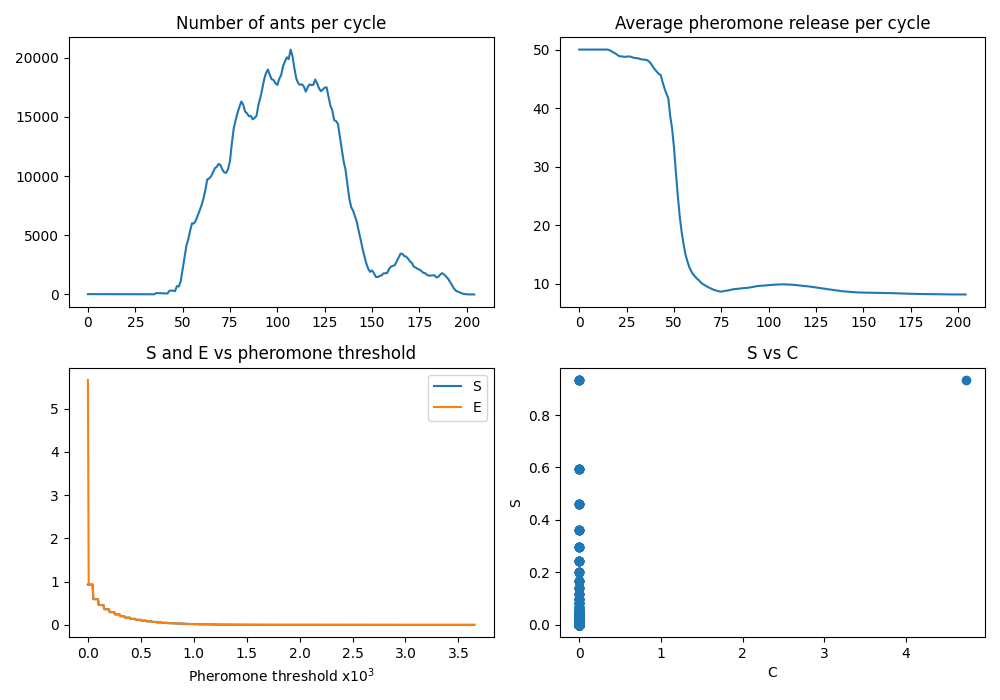 Number of ants per cycle
20000
15000
10000
5000
0
0 25 50 75 100 125 150 175 200
Average pheromone release per cycle
50
40
30
20
10
0 25 50 75 100 125 150 175 200
S and E vs pheromone threshold
S
E
5
4
3
2
1
0
0.0 0.5 1.0 1.5 2.0 2.5 3.0 3.5
Pheromone threshold x10³
S vs C
S
0.8
0.6
0.4
0.2
0.0
0 1 2 3 4
C